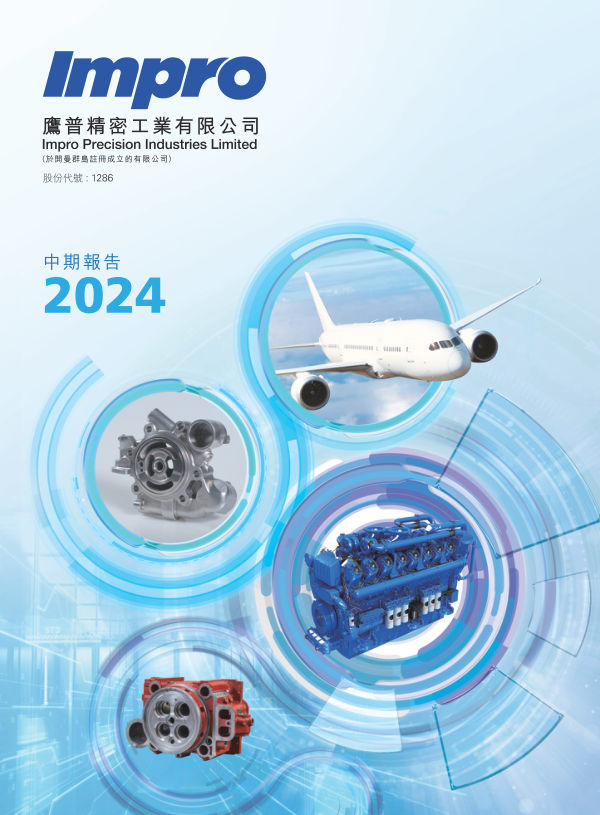 Impro
鷹普精密工業有限公司
Impro Precision Industries Limited
(於開曼群島註冊成立的有限公司)
股份代號 : 1286
中期報告
2024